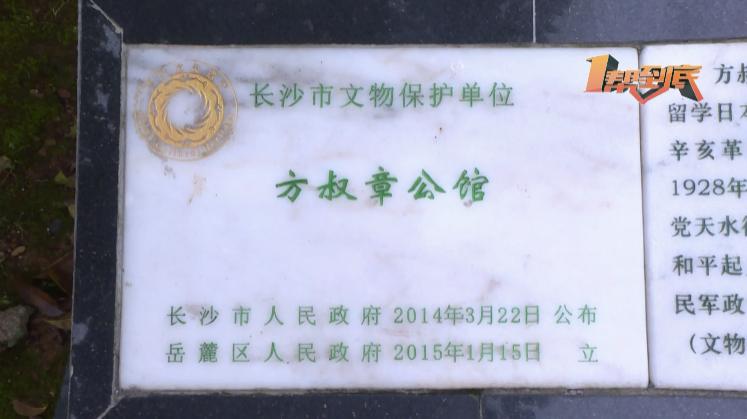 1帮到底
长沙市文物保护单位
方叔章公馆
长沙市人民政府 2014年3月22日 公布
岳麓区人民政府 2015年1月15日 立
方叔
留学日本
辛亥革
1928年
党天水
和平起
民军政
（文物